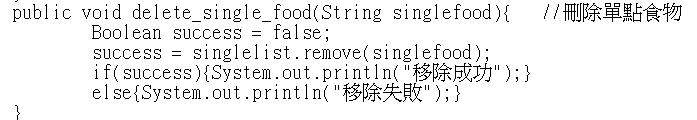 public void delete_single_food(String singlefood){   //刪除單點食物
        Boolean success = false;
        success = singlelist.remove(singlefood);
        if(success){System.out.println("移除成功");}
        else{System.out.println("移除失敗");}
}